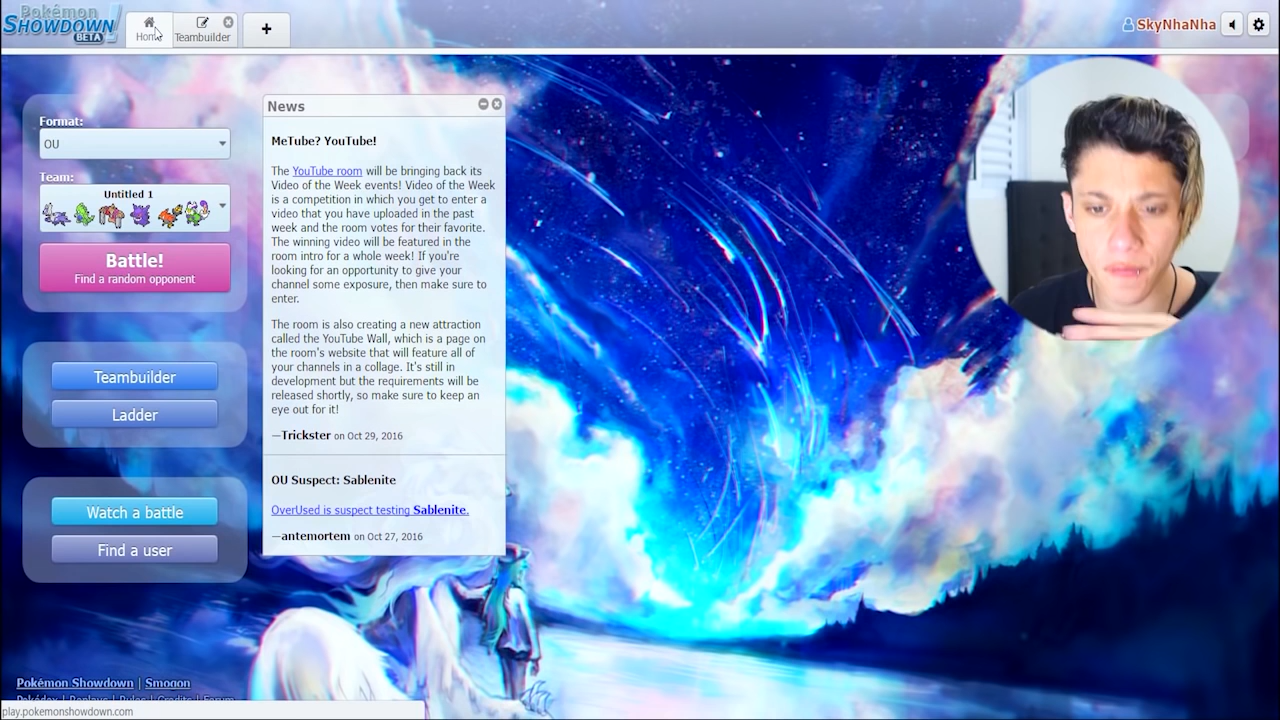 Pokémon
SHOWDOWN!
BETA
Home
Teambuilder
+
SkyNhaNha
Format:
OU
Team:
Untitled 1
Battle!
Find a random opponent
Teambuilder
Ladder
Watch a battle
Find a user
News
MeTube? YouTube!
The YouTube room will be bringing back its
Video of the Week events! Video of the Week
is a competition in which you get to enter a
video that you have uploaded in the past
week and the room votes for their favorite.
The winning video will be featured in the
room intro for a whole week! If you're
looking for an opportunity to give your
channel some exposure, then make sure to
enter.
The room is also creating a new attraction
called the YouTube Wall, which is a page on
the room's website that will feature all of
your channels in a collage. It's still in
development but the requirements will be
released shortly, so make sure to keep an
eye out for it!
—Trickster on Oct 29, 2016
OU Suspect: Sablenite
OverUsed is suspect testing Sablenite.
—antemortem on Oct 27, 2016
Pokémon Showdown | Smogon
Pokédex | Replays | Rules | Credits | Forum
play.pokemonshowdown.com